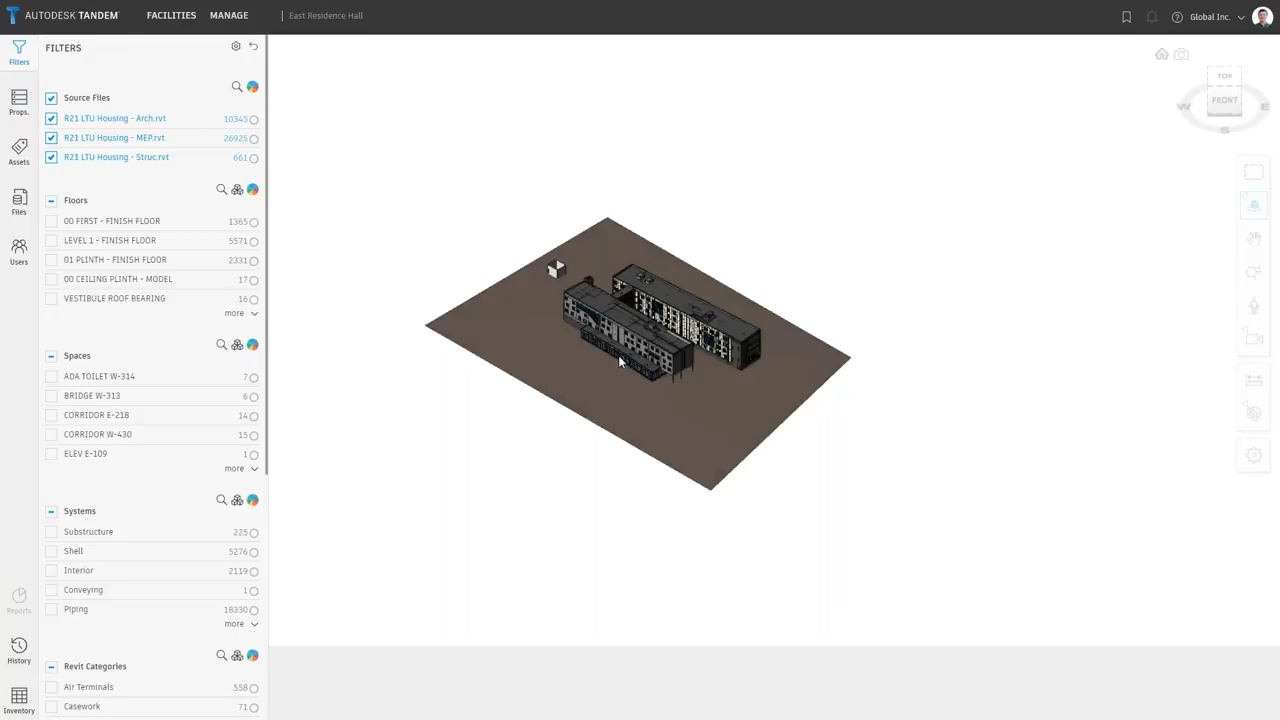 AUTODESK TANDEM
FACILITIES
MANAGE
East Residence Hall
Global Inc.
Filters
Props.
Assets
Files
Users
Reports
History
Inventory
FILTERS
Source Files
R21 LTU Housing - Arch.rvt 10345
R21 LTU Housing - MEP.rvt 26925
R21 LTU Housing - Struc.rvt 661
Floors
00 FIRST - FINISH FLOOR 1365
LEVEL 1 - FINISH FLOOR 5571
01 PLINTH - FINISH FLOOR 2331
00 CEILING PLINTH - MODEL 17
VESTIBULE ROOF BEARING 16
more
Spaces
ADA TOILET W-314 7
BRIDGE W-313 6
CORRIDOR E-218 14
CORRIDOR W-430 15
ELEV E-109 1
more
Systems
Substructure 225
Shell 5276
Interior 2119
Conveying 1
Piping 18330
more
Revit Categories
Air Terminals 558
Casework 71
TOP
FRONT
W
E
S